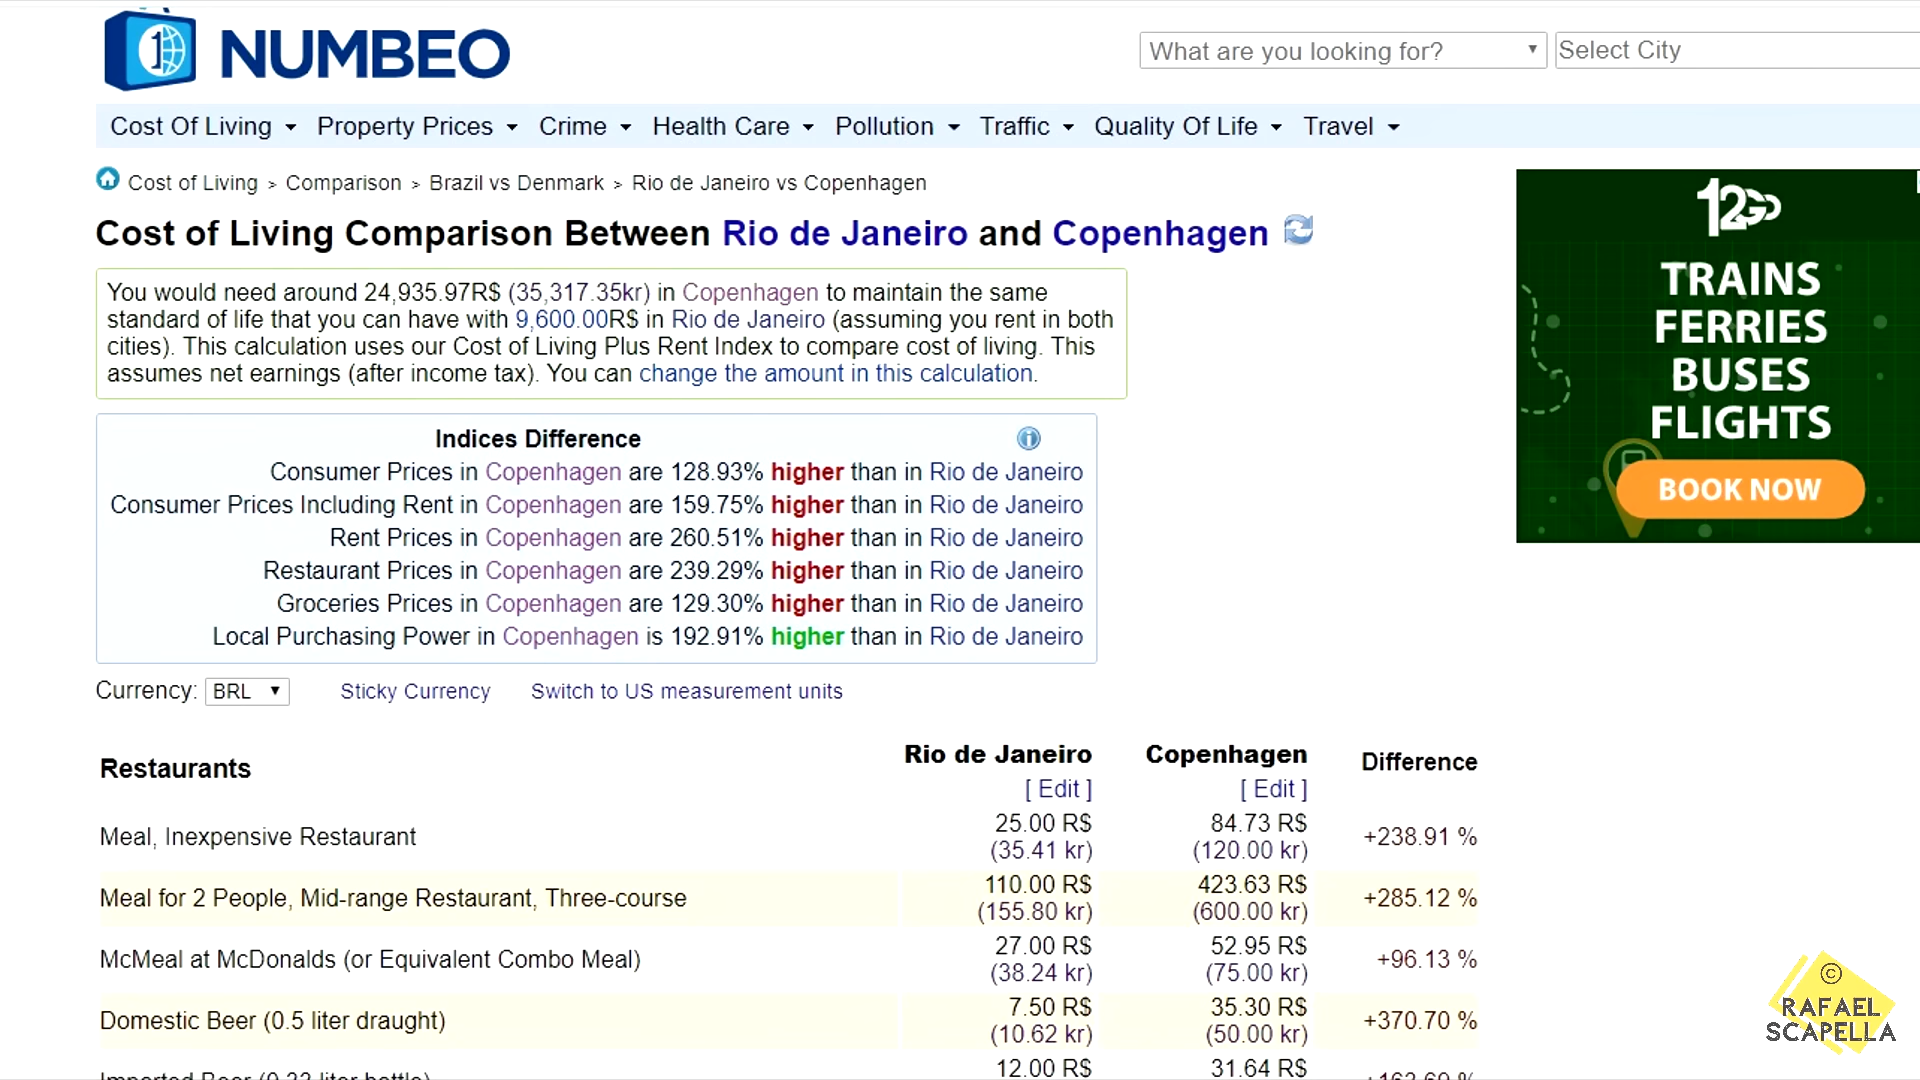 NUMBEO
What are you looking for?
Select City
Cost Of Living Property Prices Crime Health Care Pollution Traffic Quality Of Life Travel
Cost of Living > Comparison > Brazil vs Denmark > Rio de Janeiro vs Copenhagen
Cost of Living Comparison Between Rio de Janeiro and Copenhagen
You would need around 24,935.97R$ (35,317.35kr) in Copenhagen to maintain the same
standard of life that you can have with 9,600.00R$ in Rio de Janeiro (assuming you rent in both
cities). This calculation uses our Cost of Living Plus Rent Index to compare cost of living. This
assumes net earnings (after income tax). You can change the amount in this calculation.
Indices Difference
Consumer Prices in Copenhagen are 128.93% higher than in Rio de Janeiro
Consumer Prices Including Rent in Copenhagen are 159.75% higher than in Rio de Janeiro
Rent Prices in Copenhagen are 260.51% higher than in Rio de Janeiro
Restaurant Prices in Copenhagen are 239.29% higher than in Rio de Janeiro
Groceries Prices in Copenhagen are 129.30% higher than in Rio de Janeiro
Local Purchasing Power in Copenhagen is 192.91% higher than in Rio de Janeiro
12GO
TRAINS
FERRIES
BUSES
FLIGHTS
BOOK NOW
Currency: BRL Sticky Currency Switch to US measurement units
Restaurants Rio de Janeiro Copenhagen Difference
[ Edit ] [ Edit ]
Meal, Inexpensive Restaurant 25.00 R$ 84.73 R$ +238.91 %
(35.41 kr) (120.00 kr)
Meal for 2 People, Mid-range Restaurant, Three-course 110.00 R$ 423.63 R$ +285.12 %
(155.80 kr) (600.00 kr)
McMeal at McDonalds (or Equivalent Combo Meal) 27.00 R$ 52.95 R$ +96.13 %
(38.24 kr) (75.00 kr)
Domestic Beer (0.5 liter draught) 7.50 R$ 35.30 R$ +370.70 %
(10.62 kr) (50.00 kr)
Imported Beer (0.33 liter bottle) 12.00 R$ 31.64 R$
©
RAFAEL
SCAPELLA